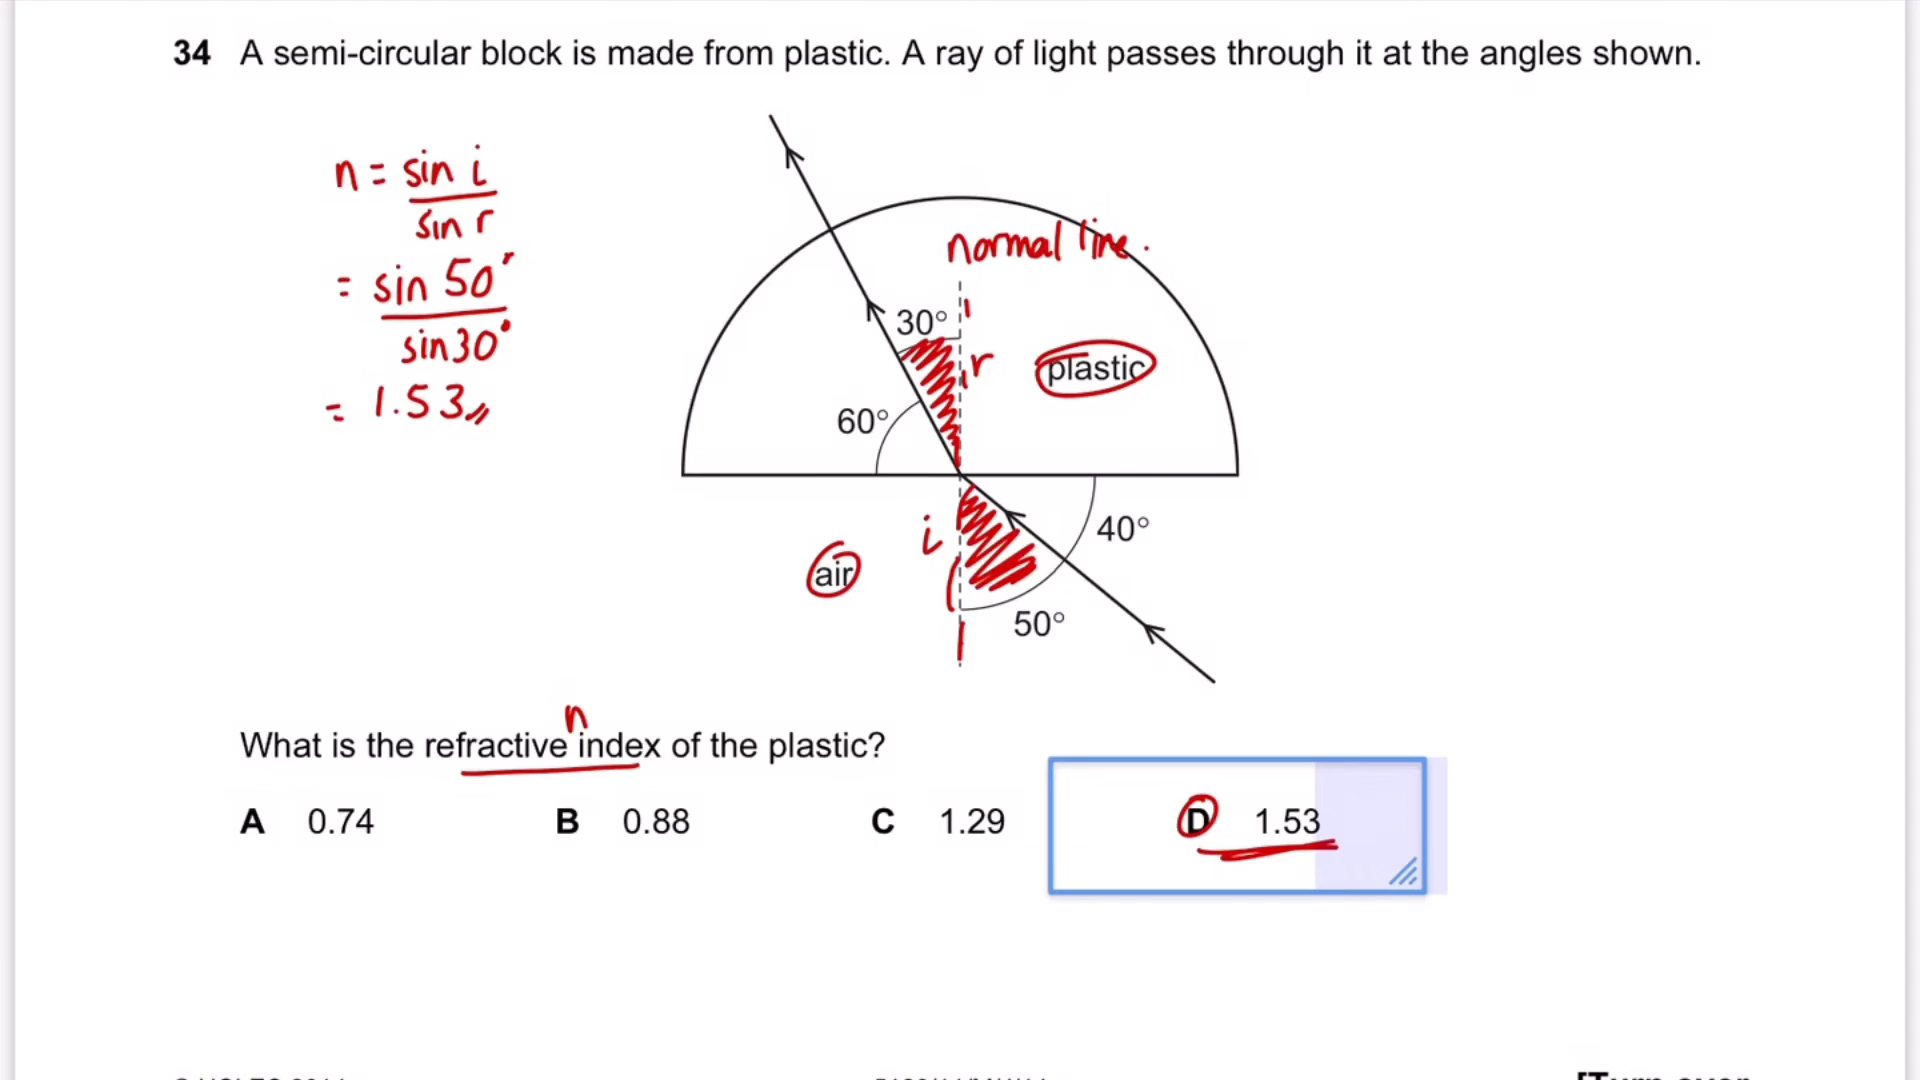 34 A semi-circular block is made from plastic. A ray of light passes through it at the angles shown.
n = sin i
sin r
= sin 50°
sin 30°
= 1.53
normal line.
30°
r
plastic
60°
i
40°
air
50°
n
What is the refractive index of the plastic?
A 0.74 B 0.88 C 1.29 D 1.53